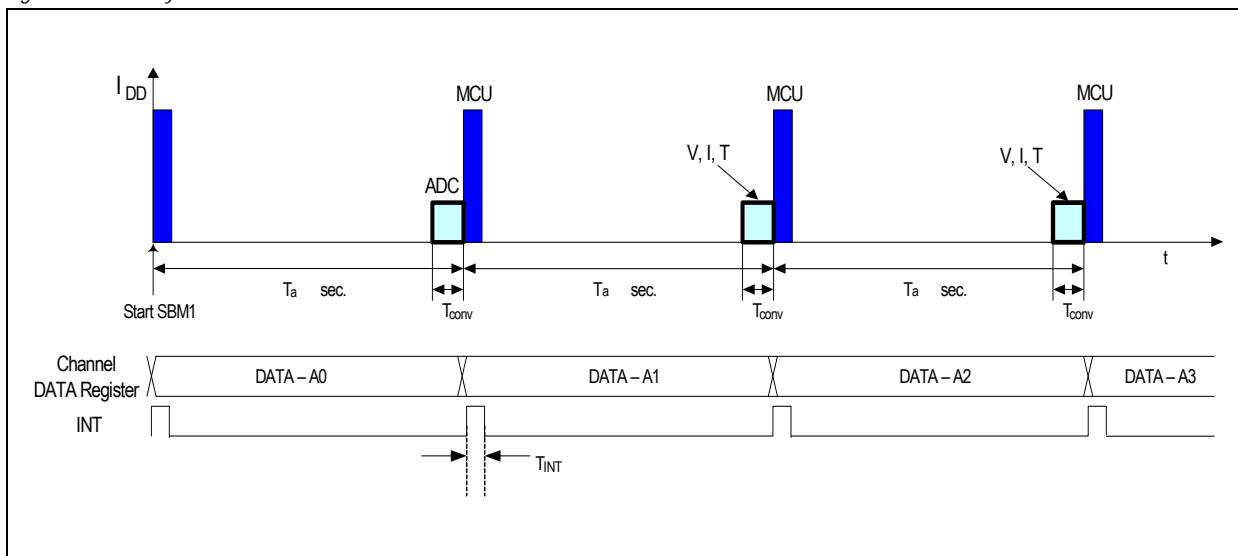 I DD
MCU
MCU
MCU
V, I, T
V, I, T
ADC
t
Ta sec.
Ta sec.
Ta sec.
Start SBM1
Tconv
Tconv
Tconv
Channel
DATA Register
DATA – A0
DATA – A1
DATA – A2
DATA – A3
INT
TINT